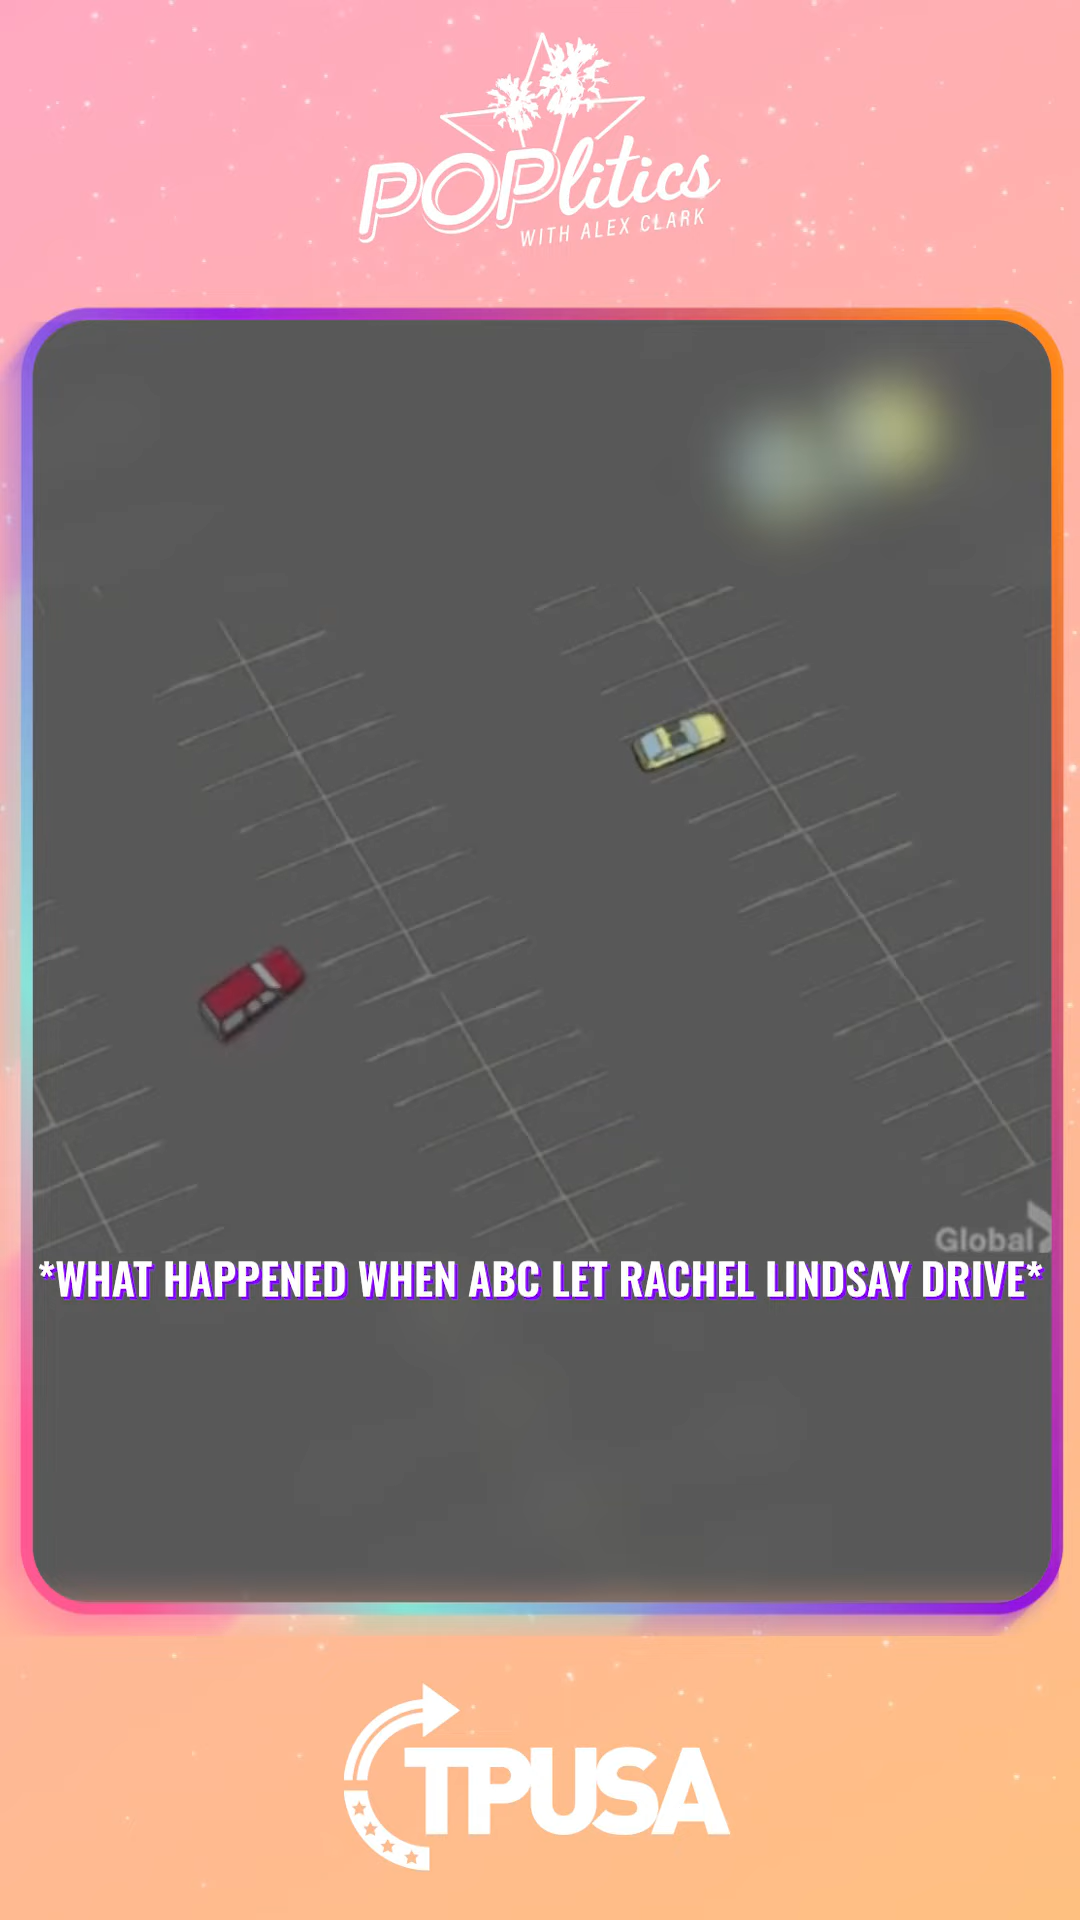 POPlitics
WITH ALEX CLARK
Global
*WHAT HAPPENED WHEN ABC LET RACHEL LINDSAY DRIVE*
TPUSA